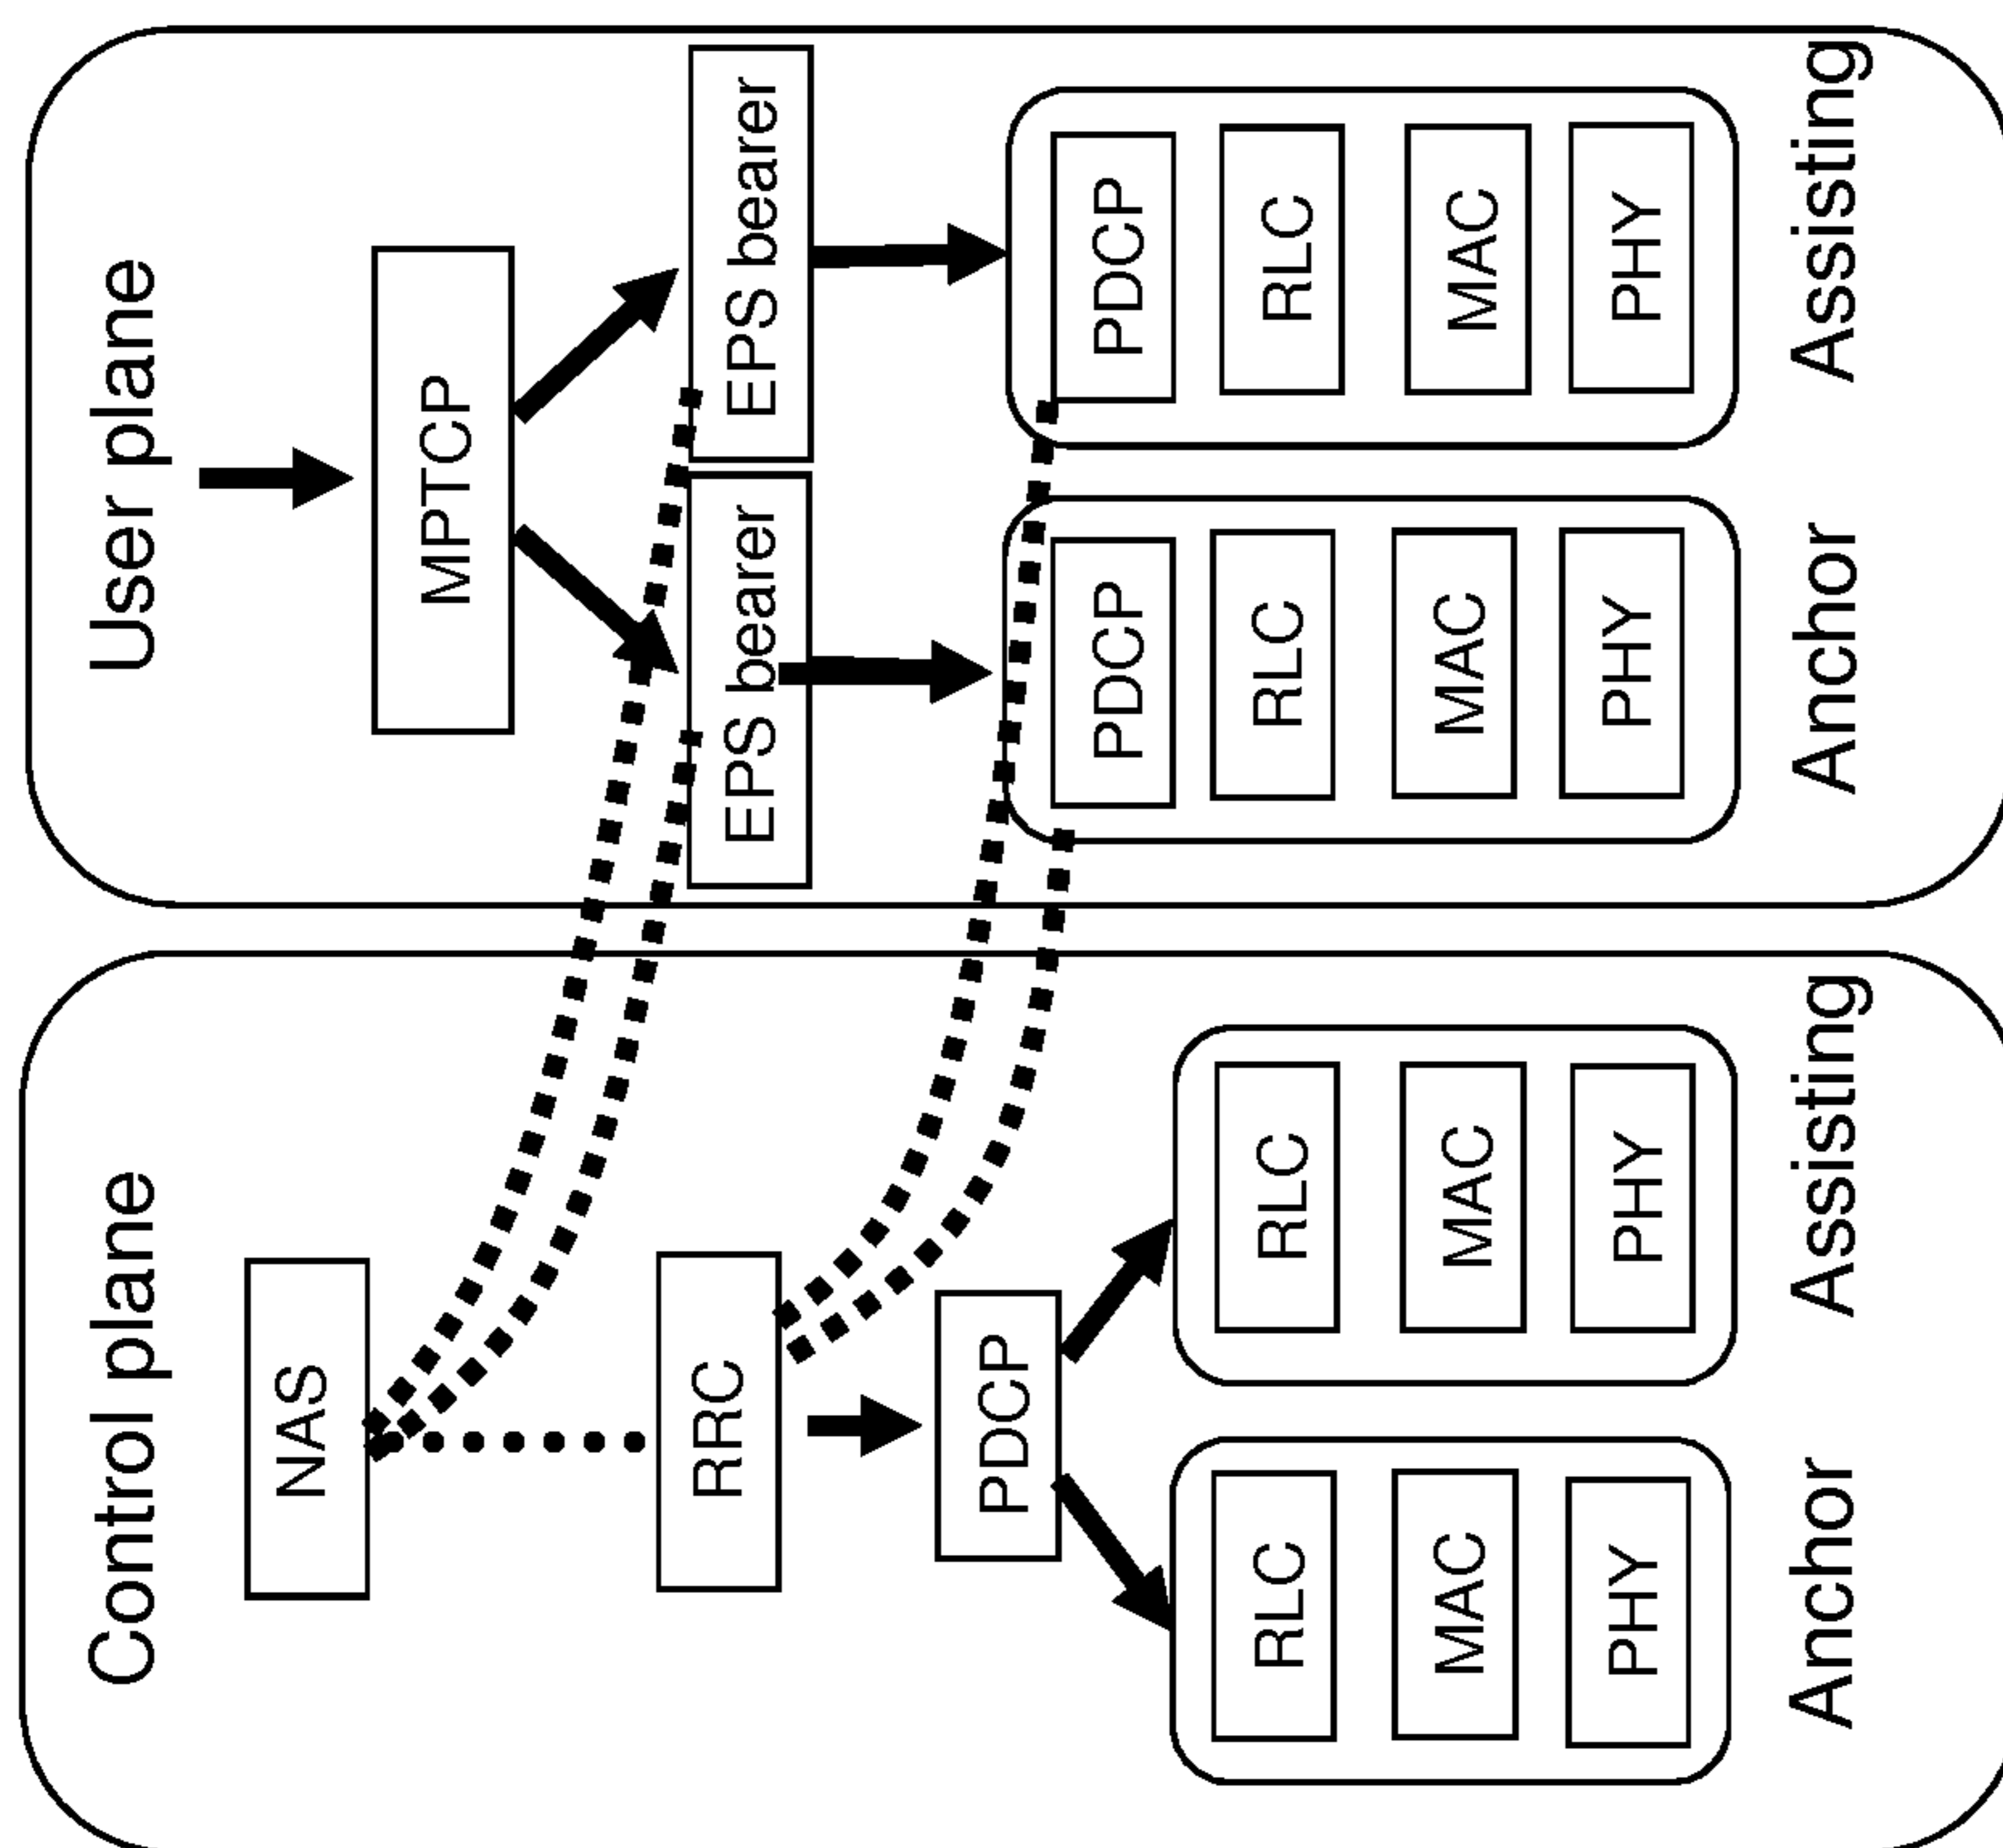 Control plane
NAS
RRC
PDCP
RLC
MAC
PHY
Anchor
RLC
MAC
PHY
Assisting
User plane
MPTCP
EPS bearer
EPS bearer
PDCP
RLC
MAC
PHY
Anchor
PDCP
RLC
MAC
PHY
Assisting